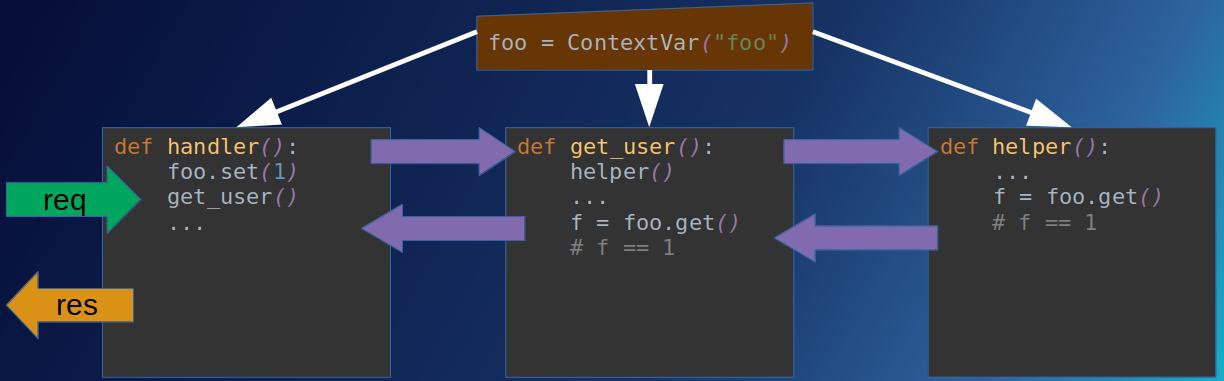 foo = ContextVar("foo")
def handler():
    foo.set(1)
    get_user()
    ...
req
res
def get_user():
    helper()
    ...
    f = foo.get()
    # f == 1
def helper():
    ...
    f = foo.get()
    # f == 1